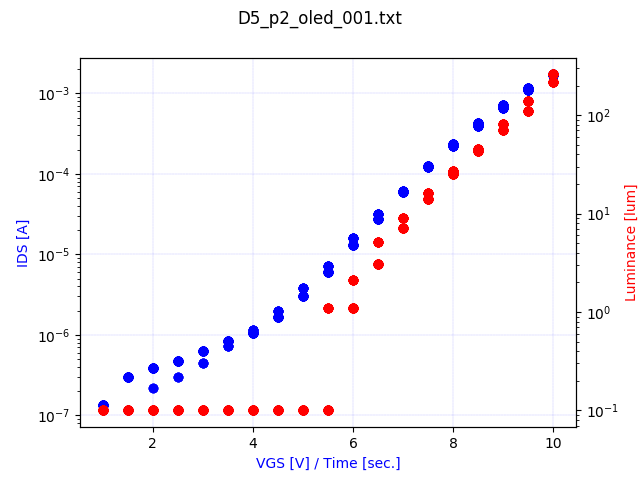 D5_p2_oled_001.txt
10⁻³
10⁻⁴
10⁻⁵
10⁻⁶
10⁻⁷
IDS [A]
10²
10¹
10⁰
10⁻¹
Luminance [lum]
2 4 6 8 10
VGS [V] / Time [sec.]